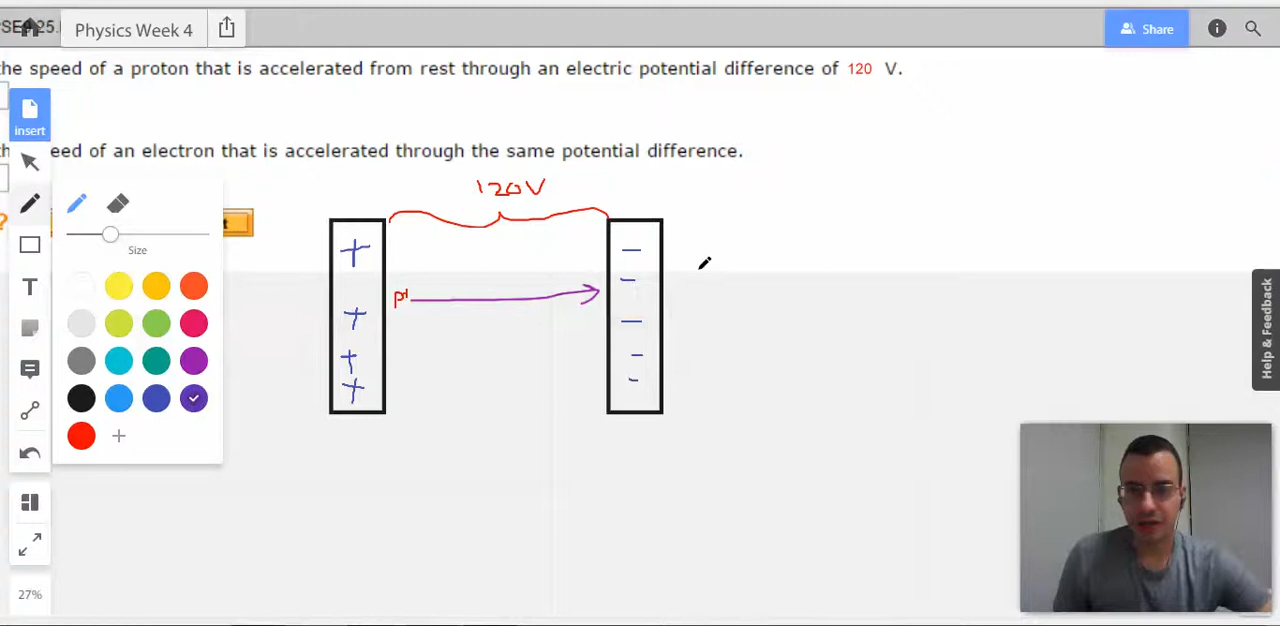 SE 25.
Physics Week 4
Share
the speed of a proton that is accelerated from rest through an electric potential difference of 120 V.
insert
eed of an electron that is accelerated through the same potential difference.
120V
Size
p+
Help & Feedback
27%